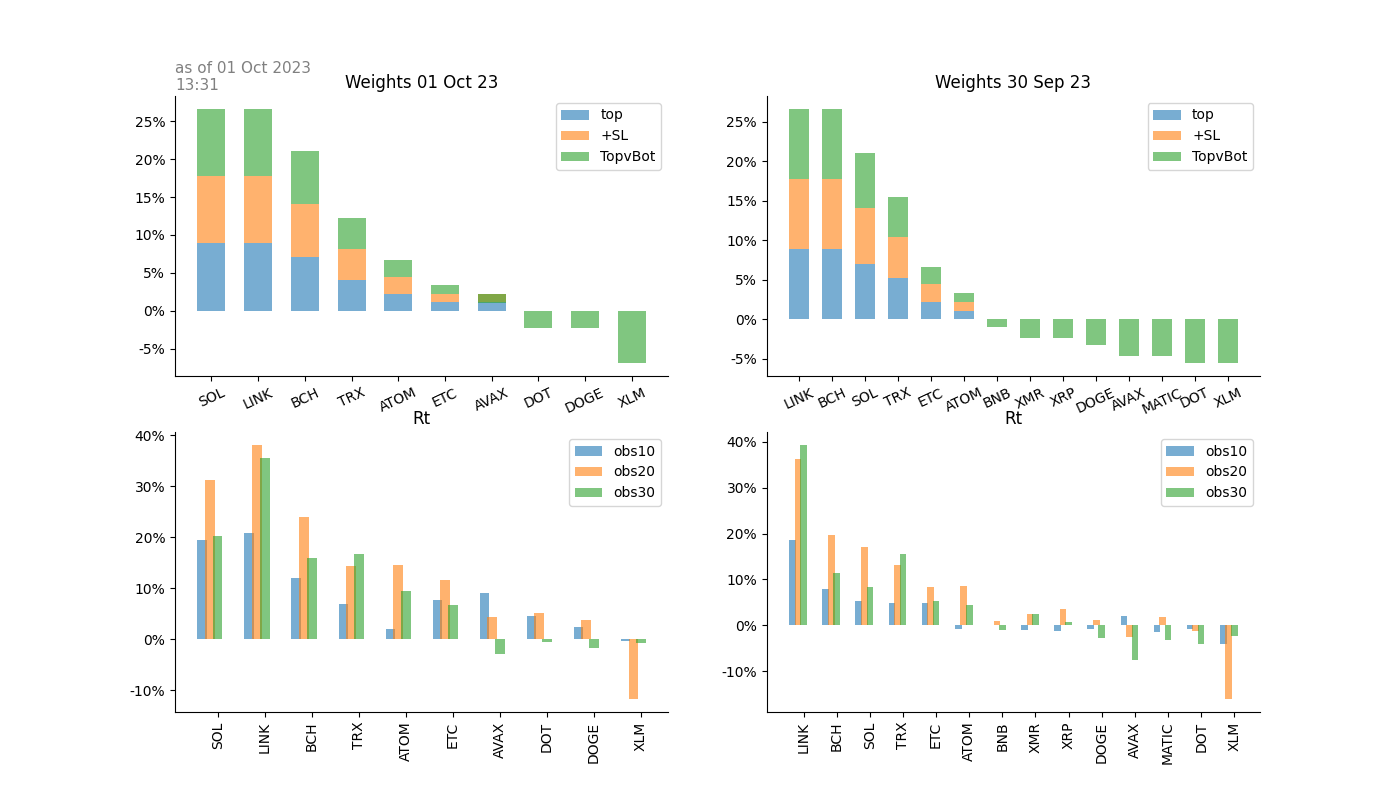 as of 01 Oct 2023
13:31
Weights 01 Oct 23
25%
20%
15%
10%
5%
0%
-5%
top
+SL
TopvBot
SOL LINK BCH TRX ATOM ETC AVAX DOT DOGE XLM
Weights 30 Sep 23
25%
20%
15%
10%
5%
0%
-5%
top
+SL
TopvBot
LINK BCH SOL TRX ETC ATOM BNB XMR XRP DOGE AVAX MATIC DOT XLM
Rt
40%
30%
20%
10%
0%
-10%
obs10
obs20
obs30
SOL LINK BCH TRX ATOM ETC AVAX DOT DOGE XLM
Rt
40%
30%
20%
10%
0%
-10%
obs10
obs20
obs30
LINK BCH SOL TRX ETC ATOM BNB XMR XRP DOGE AVAX MATIC DOT XLM